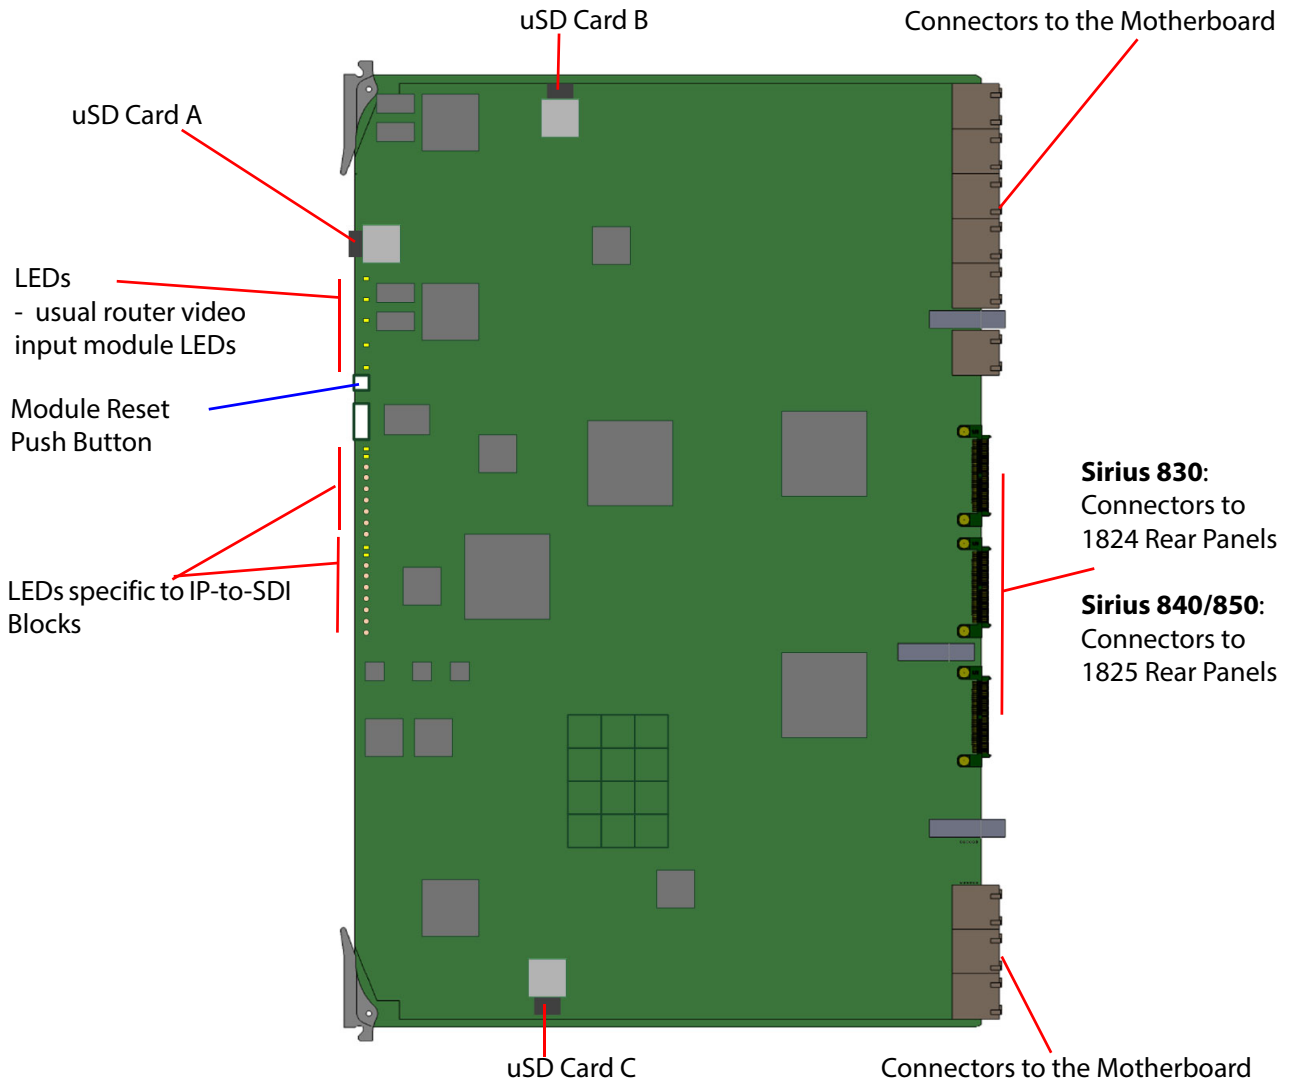 uSD Card B
Connectors to the Motherboard
uSD Card A
LEDs
- usual router video
input module LEDs
Module Reset
Push Button
LEDs specific to IP-to-SDI
Blocks
Sirius 830:
Connectors to
1824 Rear Panels
Sirius 840/850:
Connectors to
1825 Rear Panels
uSD Card C
Connectors to the Motherboard